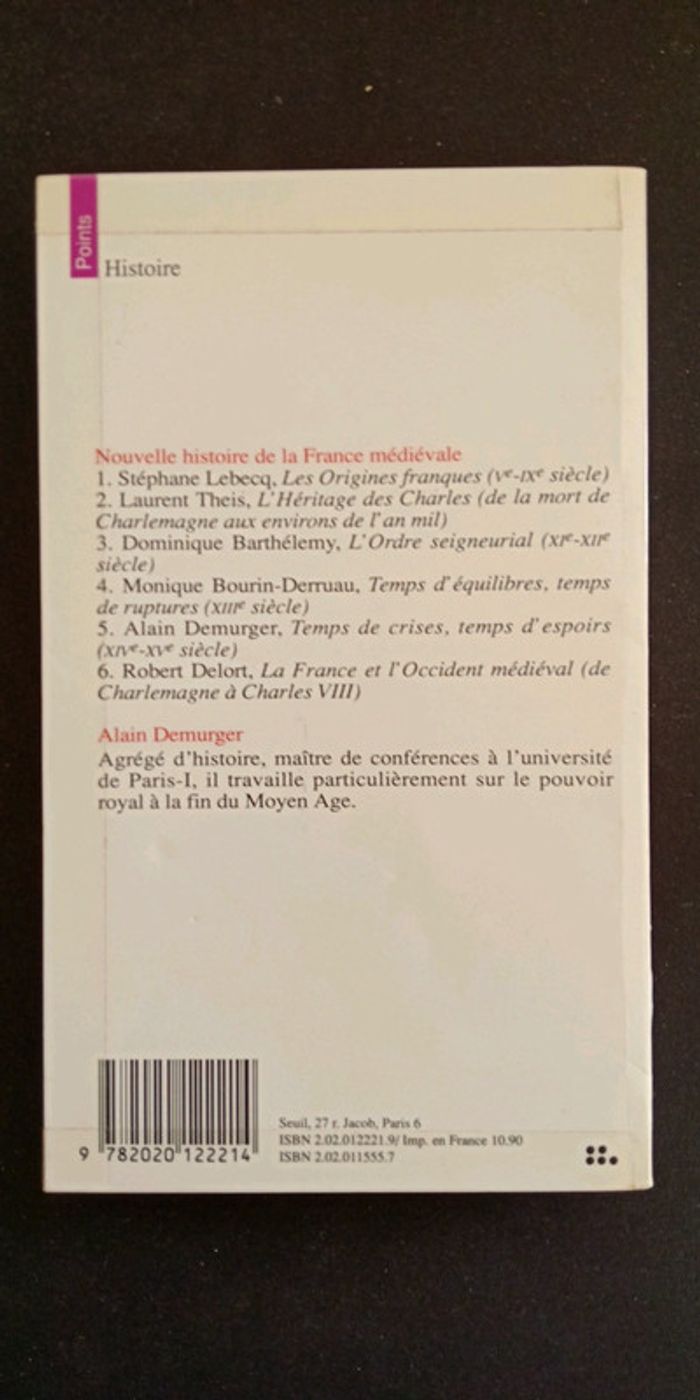 Points
Histoire
Nouvelle histoire de la France médiévale
1. Stéphane Lebecq, Les Origines franques (Ve-IXe siècle)
2. Laurent Theis, L'Héritage des Charles (de la mort de
Charlemagne aux environs de l'an mil)
3. Dominique Barthélemy, L'Ordre seigneurial (XIe-XIIe
siècle)
4. Monique Bourin-Derruau, Temps d'équilibres, temps
de ruptures (XIIIe siècle)
5. Alain Demurger, Temps de crises, temps d'espoirs
(XIVe-XVe siècle)
6. Robert Delort, La France et l'Occident médiéval (de
Charlemagne à Charles VIII)
Alain Demurger
Agrégé d'histoire, maître de conférences à l'université
de Paris-I, il travaille particulièrement sur le pouvoir
royal à la fin du Moyen Age.
Seuil, 27 r. Jacob, Paris 6
ISBN 2.02.012221.9/ Imp. en France 10.90
ISBN 2.02.011555.7
9 782020 122214